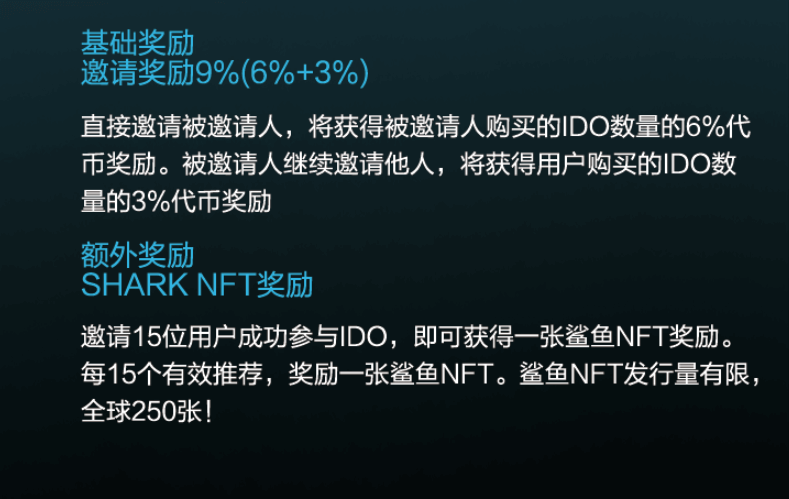 基础奖励
邀请奖励9%(6%+3%)
直接邀请被邀请人，将获得被邀请人购买的IDO数量的6%代
币奖励。被邀请人继续邀请他人，将获得用户购买的IDO数
量的3%代币奖励
额外奖励
SHARK NFT奖励
邀请15位用户成功参与IDO，即可获得一张鲨鱼NFT奖励。
每15个有效推荐，奖励一张鲨鱼NFT。鲨鱼NFT发行量有限，
全球250张！